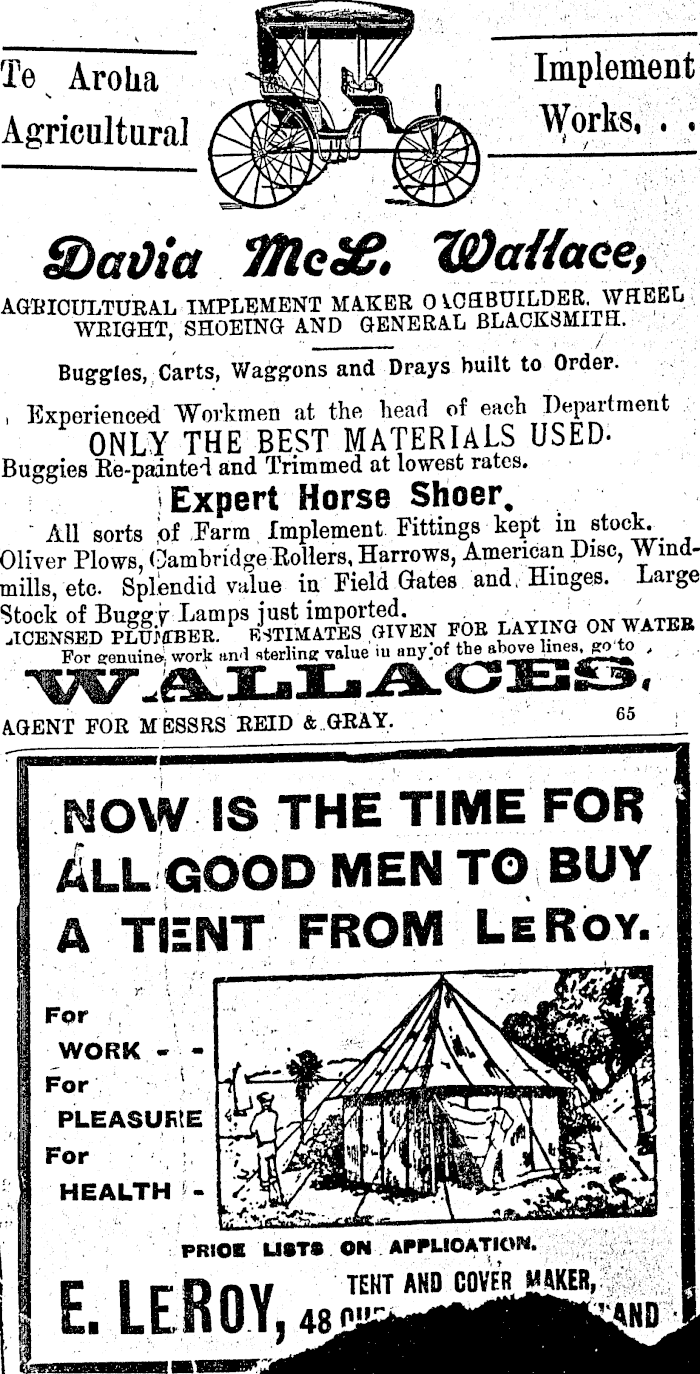 Te Aroha
Agricultural
Implement
Works. . .
David McL. Wallace,
AGRICULTURAL IMPLEMENT MAKER COACHBUILDER. WHEEL
WRIGHT, SHOEING AND GENERAL BLACKSMITH.
Buggies, Carts, Waggons and Drays built to Order.
Experienced Workmen at the head of each Department
ONLY THE BEST MATERIALS USED.
Buggies Re-painted and Trimmed at lowest rates.
Expert Horse Shoer.
All sorts of Farm Implement Fittings kept in stock.
Oliver Plows, Cambridge Rollers, Harrows, American Disc, Wind-
mills, etc. Splendid value in Field Gates and Hinges. Large
Stock of Buggy Lamps just imported.
LICENSED PLUMBER. ESTIMATES GIVEN FOR LAYING ON WATER
For genuine work and sterling value in any of the above lines, go to
WALLACES,
AGENT FOR MESSRS REID & GRAY. 65
NOW IS THE TIME FOR
ALL GOOD MEN TO BUY
A TENT FROM LEROY.
For
WORK - -
For
PLEASURE
For
HEALTH -
PRICE LISTS ON APPLICATION.
TENT AND COVER MAKER,
E. LEROY, 48